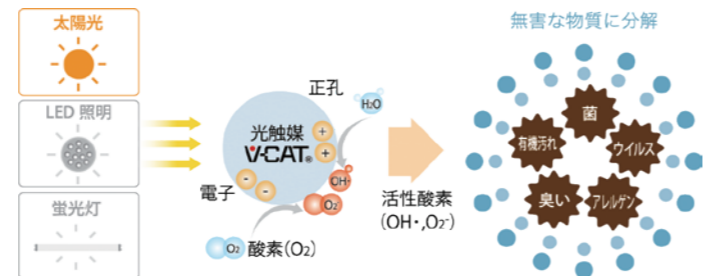 太陽光
LED 照明
蛍光灯
正孔
H₂O
光触媒
V-CAT®
+
+
-
-
電子
OH・
O₂
O₂
酸素(O₂)
活性酸素
(OH・,O₂⁻)
無害な物質に分解
菌
有機汚れ
ウイルス
臭い
アレルゲン